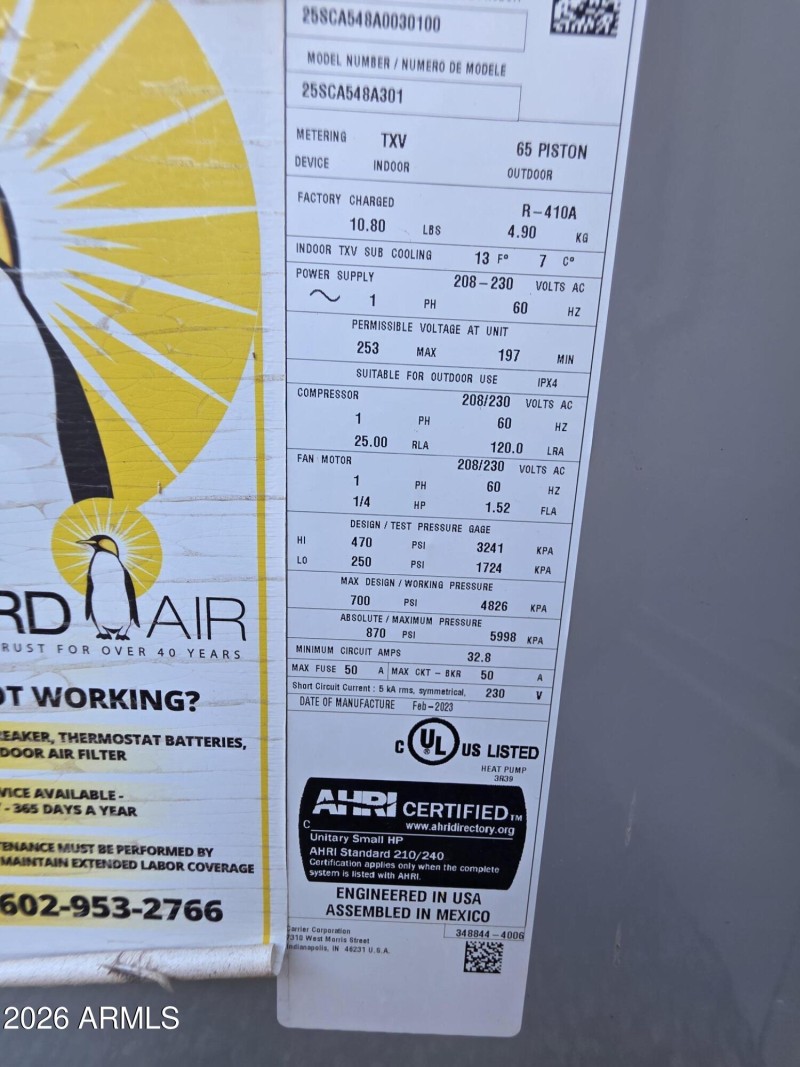 25SCA548A0030100
MODEL NUMBER / NUMERO DE MODELE
25SCA548A301
METERING TXV 65 PISTON
DEVICE INDOOR OUTDOOR
FACTORY CHARGED R-410A
10.80 LBS 4.90 KG
INDOOR TXV SUB COOLING 13 F° 7 C°
POWER SUPPLY 208-230 VOLTS AC
~ 1 PH 60 HZ
PERMISSIBLE VOLTAGE AT UNIT
253 MAX 197 MIN
SUITABLE FOR OUTDOOR USE IPX4
COMPRESSOR 208/230 VOLTS AC
1 PH 60 HZ
25.00 RLA 120.0 LRA
FAN MOTOR 208/230 VOLTS AC
1 PH 60 HZ
1/4 HP 1.52 FLA
DESIGN / TEST PRESSURE GAGE
HI 470 PSI 3241 KPA
LO 250 PSI 1724 KPA
MAX DESIGN / WORKING PRESSURE
700 PSI 4826 KPA
ABSOLUTE / MAXIMUM PRESSURE
870 PSI 5998 KPA
MINIMUM CIRCUIT AMPS 32.8
MAX FUSE 50 A MAX CKT - BKR 50 A
Short Circuit Current : 5 kA rms, symmetrical, 230 V
DATE OF MANUFACTURE Feb-2023
C UL US LISTED
®
HEAT PUMP
3839
AHRI CERTIFIED TM
www.ahridirectory.org
C
Unitary Small HP
AHRI Standard 210/240
Certification applies only when the complete
system is listed with AHRI.
ENGINEERED IN USA
ASSEMBLED IN MEXICO
Carrier Corporation
7310 West Morris Street
Indianapolis, IN 46231 U.S.A.
348844-4006
RD AIR
RUST FOR OVER 40 YEARS
OT WORKING?
EAKER, THERMOSTAT BATTERIES,
DOOR AIR FILTER
VICE AVAILABLE -
- 365 DAYS A YEAR
TENANCE MUST BE PERFORMED BY
MAINTAIN EXTENDED LABOR COVERAGE
602-953-2766
2026 ARMLS